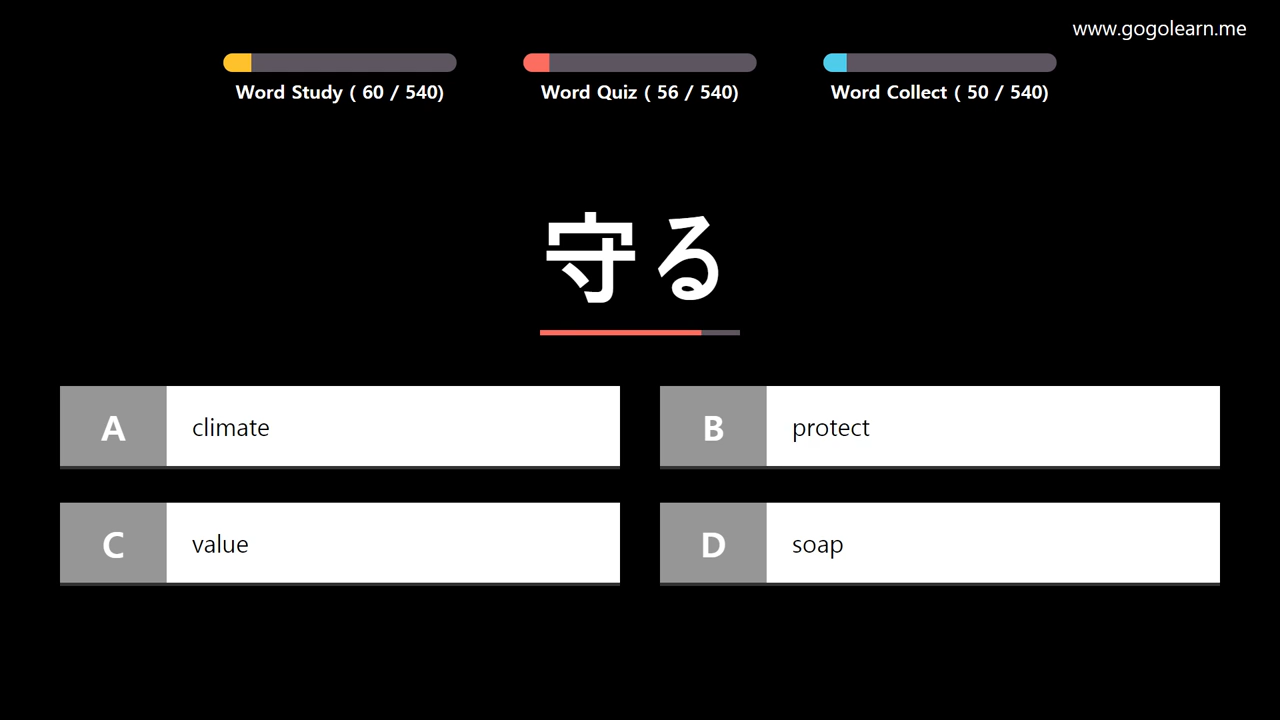 www.gogolearn.me
Word Study ( 60 / 540)
Word Quiz ( 56 / 540)
Word Collect ( 50 / 540)
守る
A climate
B protect
C value
D soap